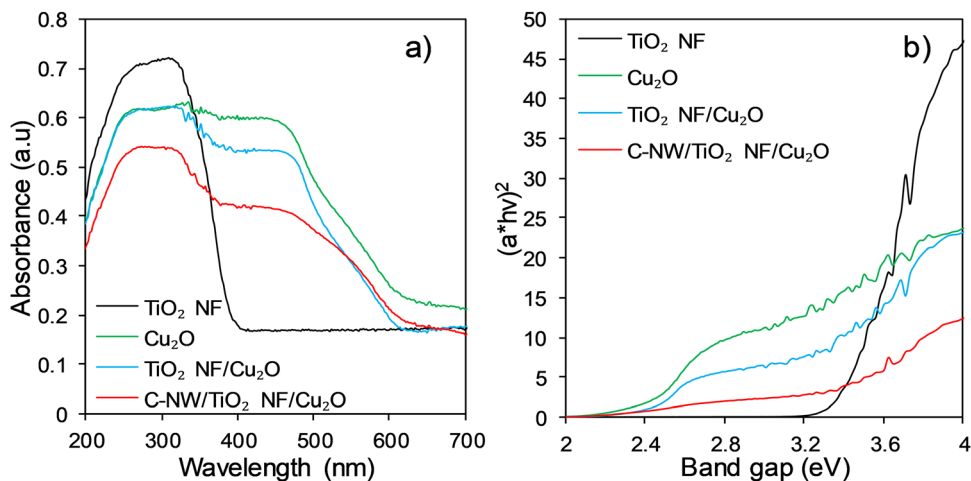 a)
Absorbance (a.u)
0.8
0.7
0.6
0.5
0.4
0.3
0.2
0.1
0
TiO₂ NF
Cu₂O
TiO₂ NF/Cu₂O
C-NW/TiO₂ NF/Cu₂O
200 300 400 500 600 700
Wavelength (nm)
b)
(a*hv)²
50
45
40
35
30
25
20
15
10
5
0
TiO₂ NF
Cu₂O
TiO₂ NF/Cu₂O
C-NW/TiO₂ NF/Cu₂O
2 2.4 2.8 3.2 3.6 4
Band gap (eV)